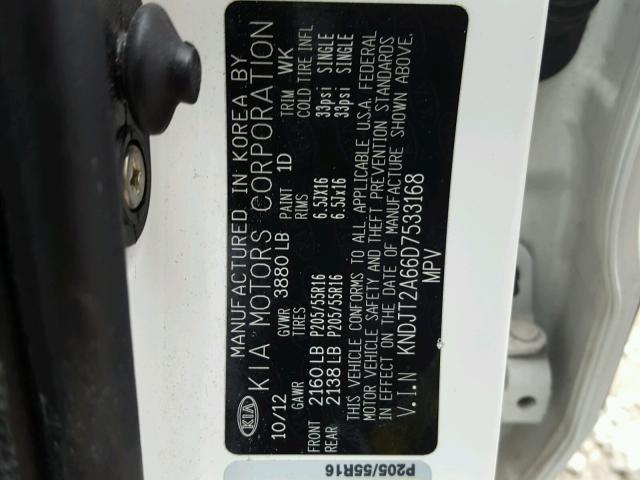 KIA
MANUFACTURED IN KOREA BY
KIA MOTORS CORPORATION
10/12 GVWR 3880 LB PAINT 1D TRIM WK
GAWR TIRES RIMS COLD TIRE INFL
FRONT 2160 LB P205/55R16 6.5JX16 33psi SINGLE
REAR 2138 LB P205/55R16 6.5JX16 33psi SINGLE
THIS VEHICLE CONFORMS TO ALL APPLICABLE U.S.A. FEDERAL
MOTOR VEHICLE SAFETY AND THEFT PREVENTION STANDARDS
IN EFFECT ON THE DATE OF MANUFACTURE SHOWN ABOVE.
V.I.N KNDJT2A66D7533168
MPV
P205/55R16